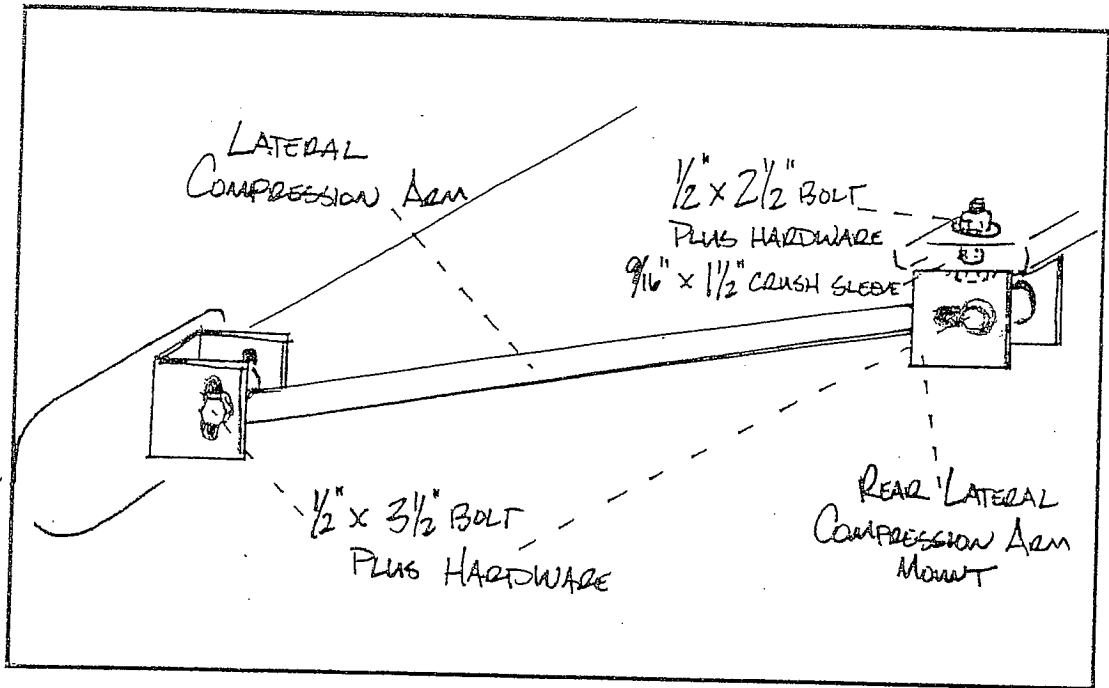 LATERAL
COMPRESSION ARM
1/2" x 2 1/2" BOLT
PLUS HARDWARE
9/16" x 1 1/2" CRUSH SLEEVE
1/2" x 3 1/2" BOLT
PLUS HARDWARE
REAR LATERAL
COMPRESSION ARM
MOUNT